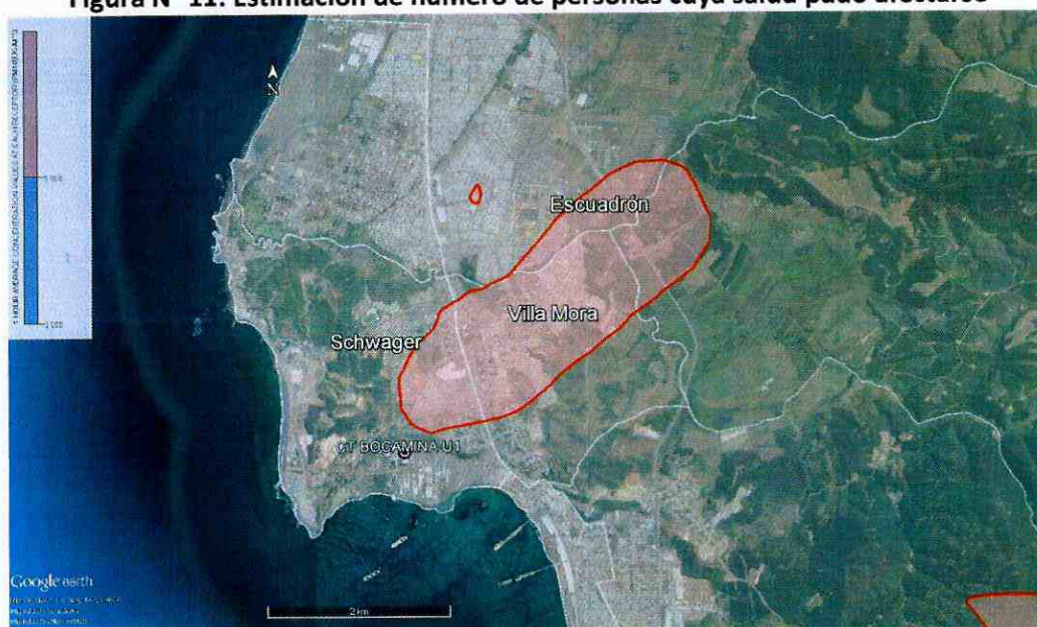 Figura N° 11: Estimación de número de personas cuya salud pudo afectarse
N
Escuadrón
Villa Mora
Schwager
CT BOCAMINA U1
Google earth
2 km